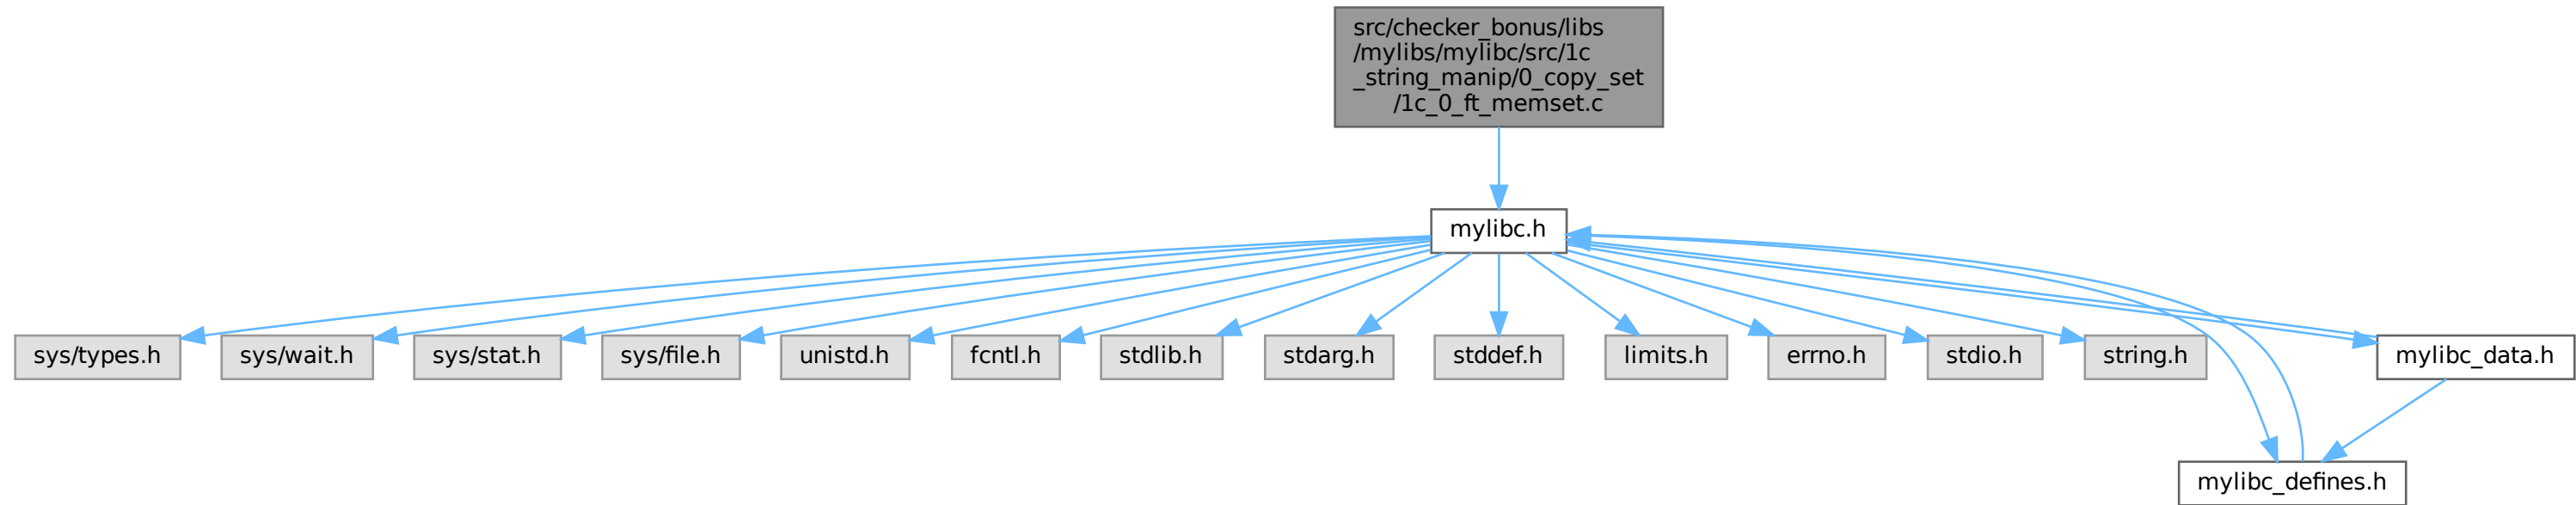 src/checker_bonus/libs
/mylibs/mylibc/src/1c
_string_manip/0_copy_set
/1c_0_ft_memset.c
mylibc.h
sys/types.h
sys/wait.h
sys/stat.h
sys/file.h
unistd.h
fcntl.h
stdlib.h
stdarg.h
stddef.h
limits.h
errno.h
stdio.h
string.h
mylibc_data.h
mylibc_defines.h